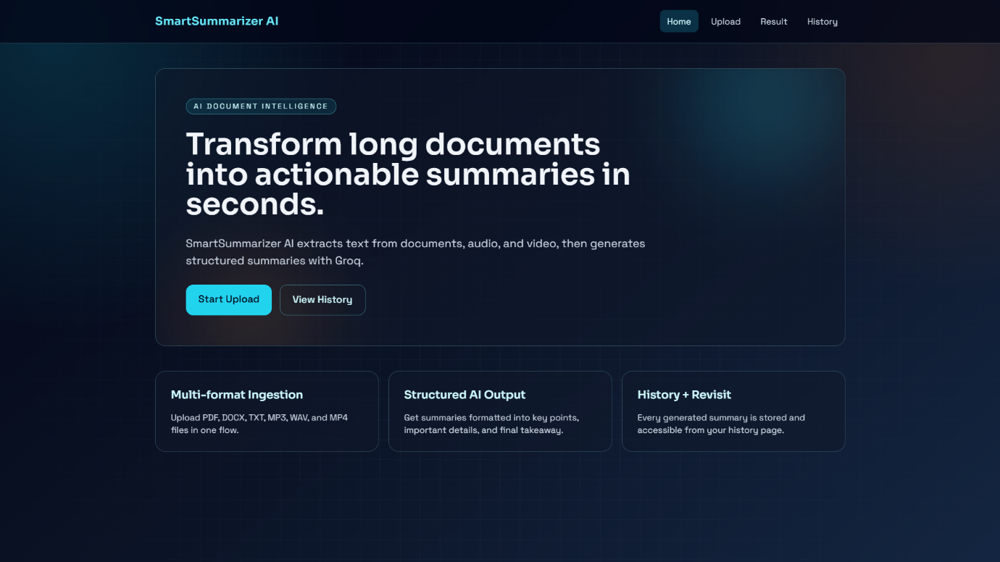 SmartSummarizer AI
Home
Upload
Result
History
AI DOCUMENT INTELLIGENCE
Transform long documents
into actionable summaries in
seconds.
SmartSummarizer AI extracts text from documents, audio, and video, then generates
structured summaries with Groq.
Start Upload
View History
Multi-format Ingestion
Upload PDF, DOCX, TXT, MP3, WAV, and MP4
files in one flow.
Structured AI Output
Get summaries formatted into key points,
important details, and final takeaway.
History + Revisit
Every generated summary is stored and
accessible from your history page.